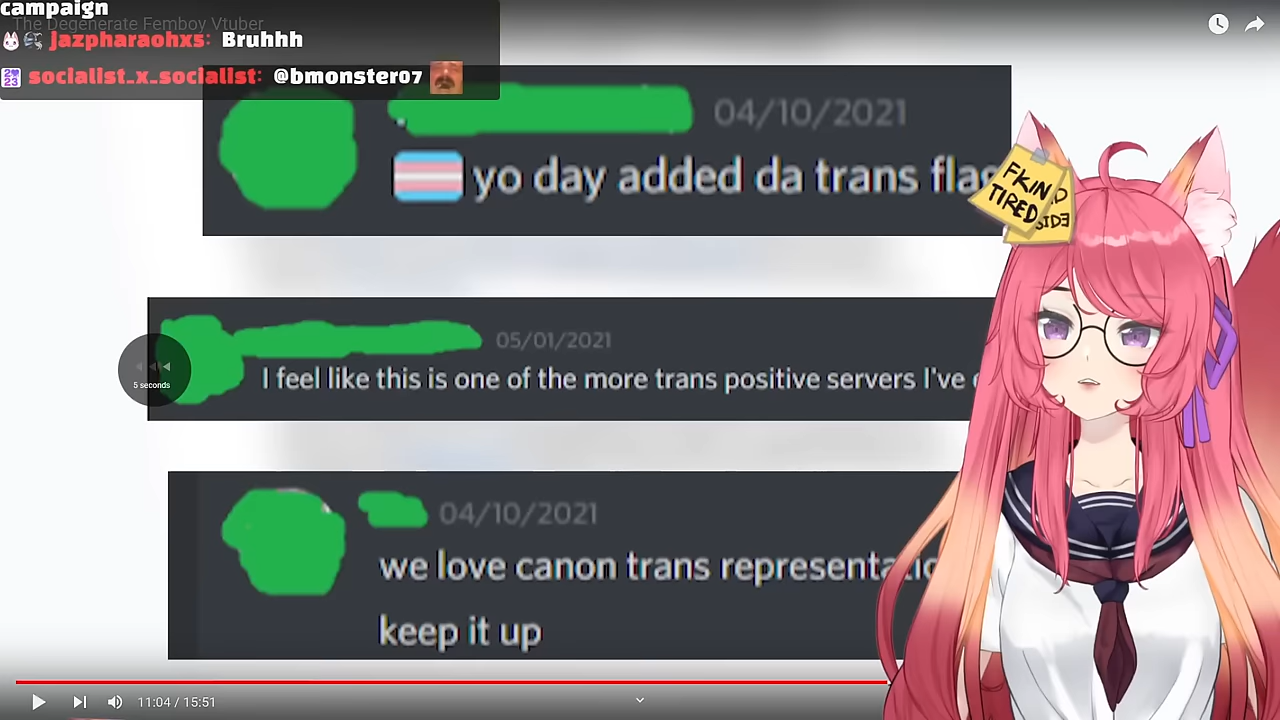 campaign
The Degenerate Femboy Vtuber
Jazpharaohxs: Bruhhh
socialist_x_socialist: @bmonster07
04/10/2021
yo day added da trans flag
FKIN
TIRED
SIDE
05/01/2021
I feel like this is one of the more trans positive servers I've
5 seconds
04/10/2021
we love canon trans representatio
keep it up
11:04 / 15:51